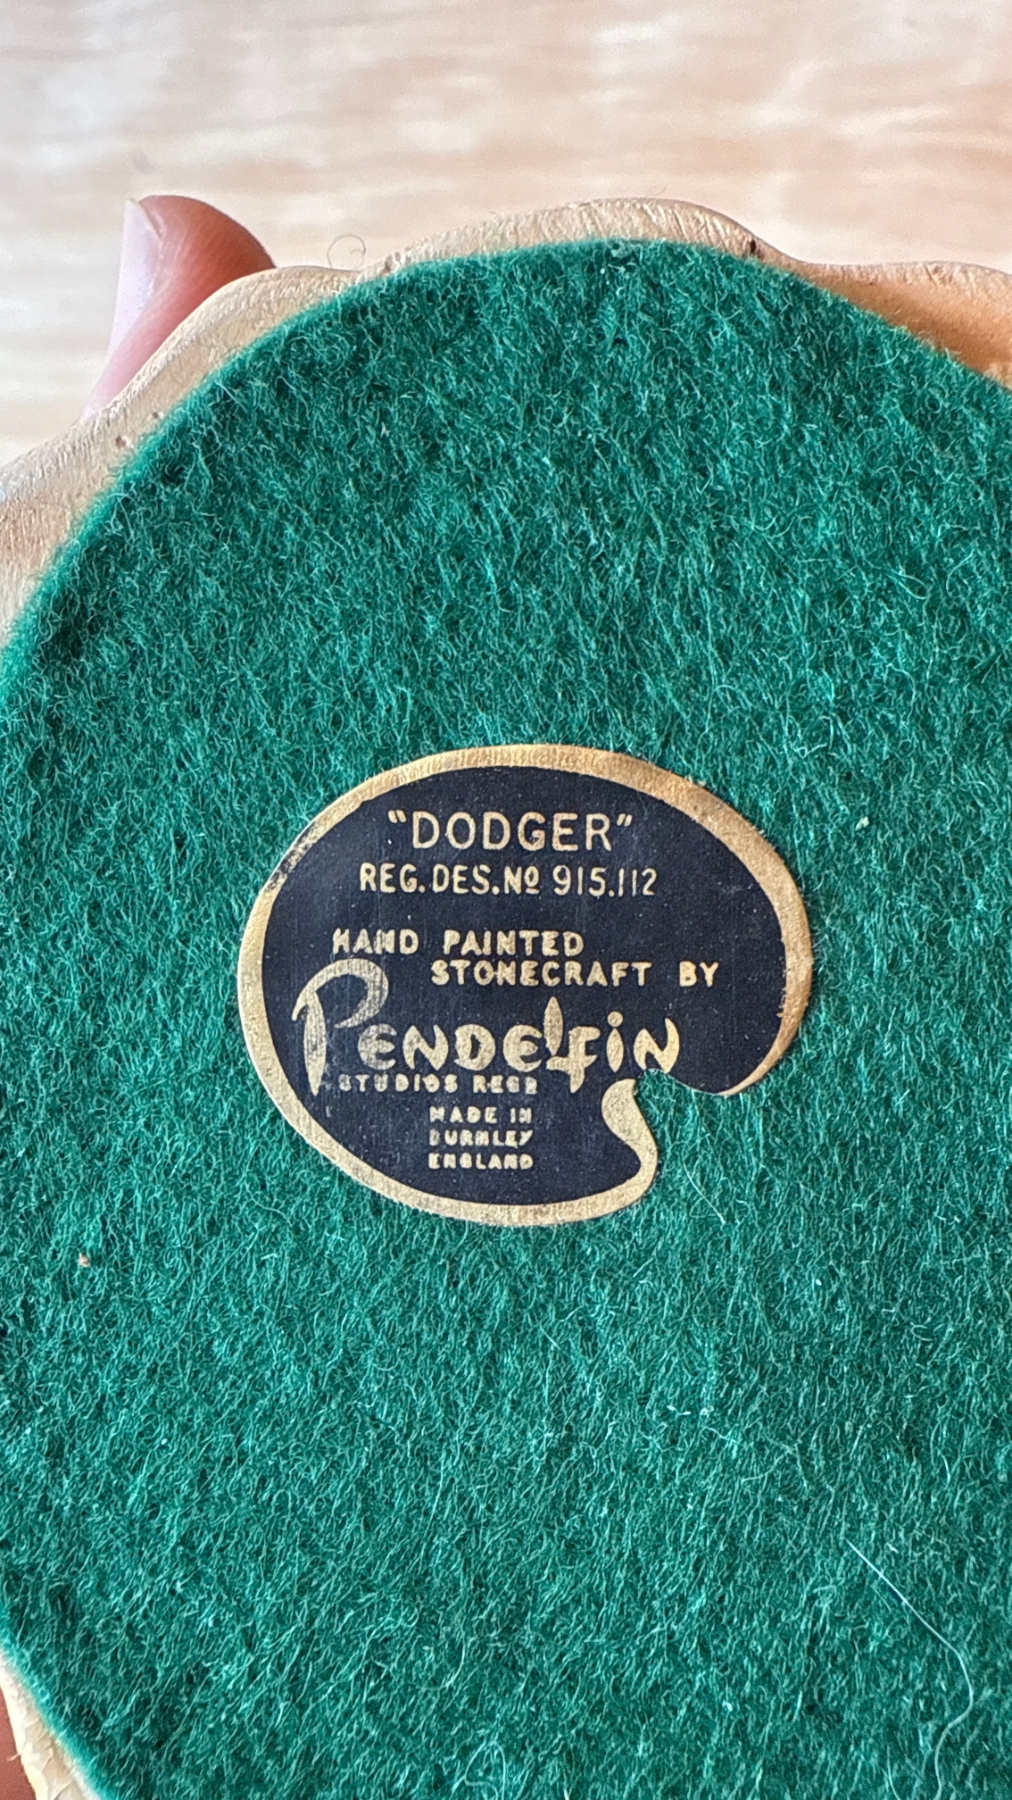 "DODGER"
REG. DES. Nº 915.112
HAND PAINTED
STONECRAFT BY
PENDELFIN
STUDIOS REGD
MADE IN
BURNLEY
ENGLAND